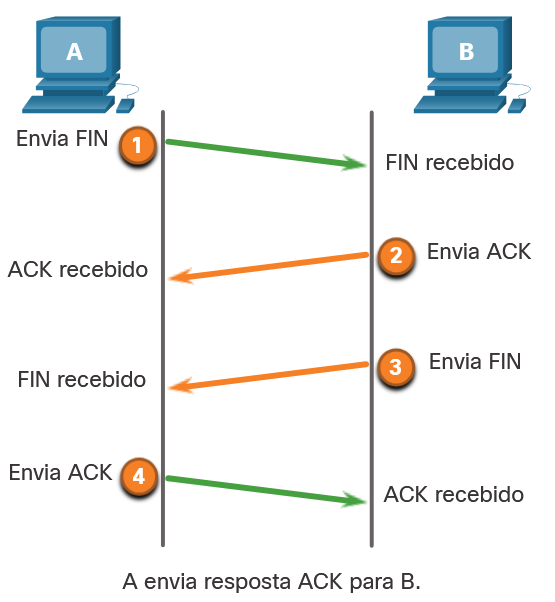 A
B
Envia FIN
1
FIN recebido
2
Envia ACK
ACK recebido
3
Envia FIN
FIN recebido
Envia ACK
4
ACK recebido
A envia resposta ACK para B.